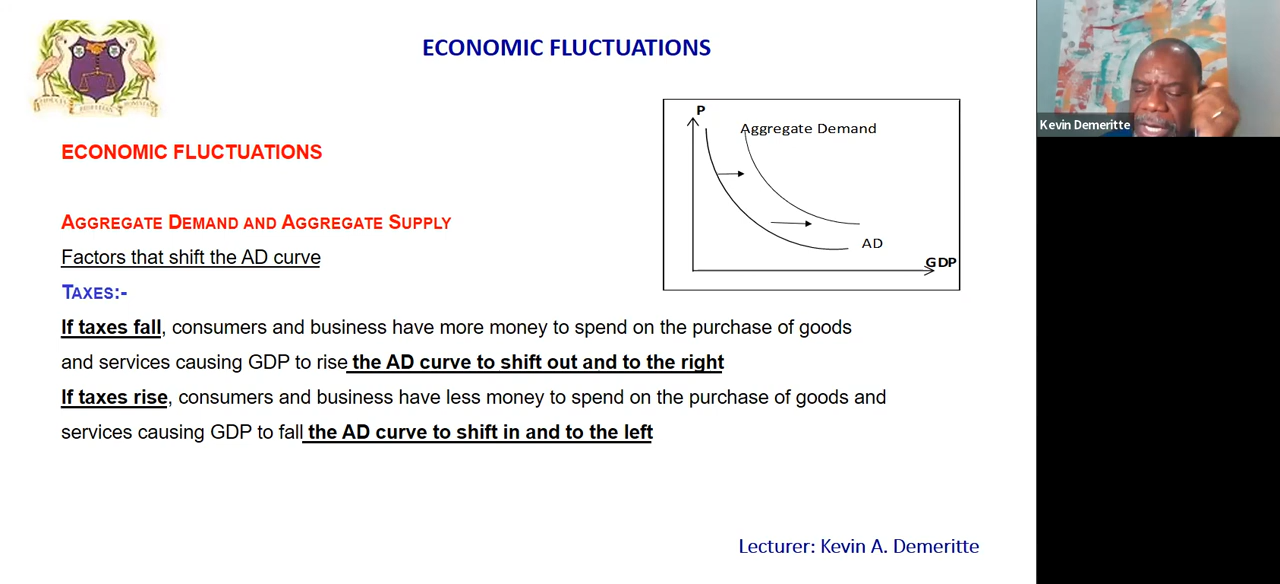 ECONOMIC FLUCTUATIONS
Kevin Demeritte
P
Aggregate Demand
AD
GDP
ECONOMIC FLUCTUATIONS
AGGREGATE DEMAND AND AGGREGATE SUPPLY
Factors that shift the AD curve
TAXES:-
If taxes fall, consumers and business have more money to spend on the purchase of goods
and services causing GDP to rise the AD curve to shift out and to the right
If taxes rise, consumers and business have less money to spend on the purchase of goods and
services causing GDP to fall the AD curve to shift in and to the left
Lecturer: Kevin A. Demeritte